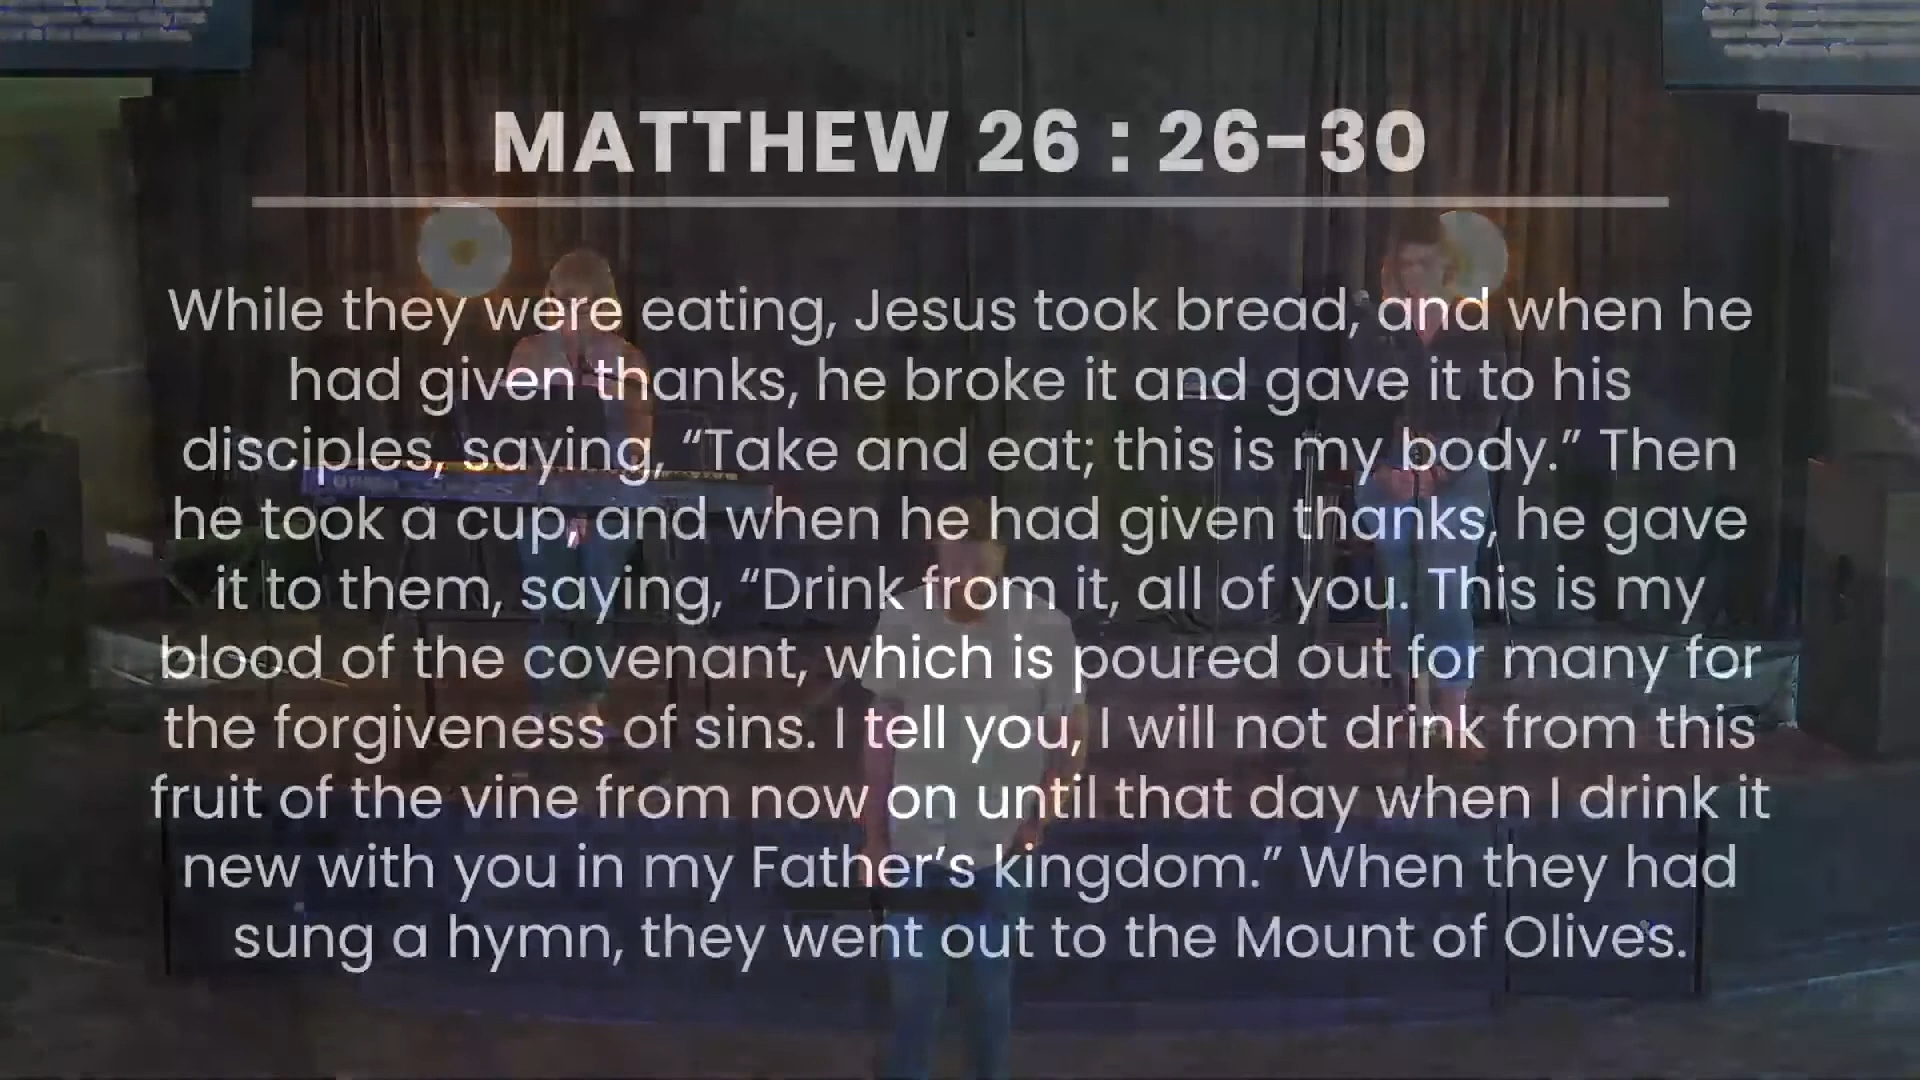 MATTHEW 26 : 26-30
While they were eating, Jesus took bread, and when he
had given thanks, he broke it and gave it to his
disciples, saying, “Take and eat; this is my body.” Then
he took a cup, and when he had given thanks, he gave
it to them, saying, “Drink from it, all of you. This is my
blood of the covenant, which is poured out for many for
the forgiveness of sins. I tell you, I will not drink from this
fruit of the vine from now on until that day when I drink it
new with you in my Father’s kingdom.” When they had
sung a hymn, they went out to the Mount of Olives.